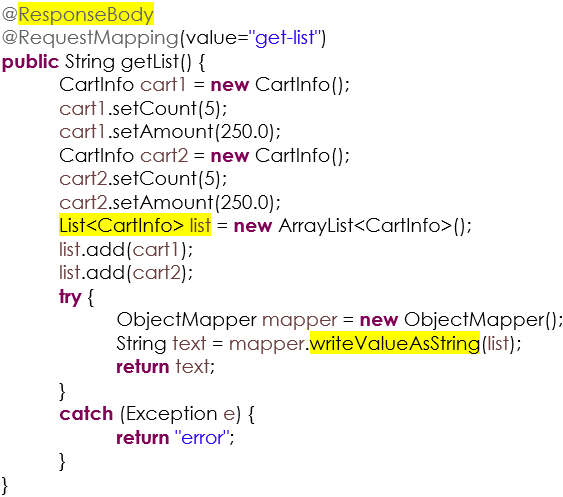 @ResponseBody
@RequestMapping(value="get-list")
public String getList() {
CartInfo cart1 = new CartInfo();
cart1.setCount(5);
cart1.setAmount(250.0);
CartInfo cart2 = new CartInfo();
cart2.setCount(5);
cart2.setAmount(250.0);
List<CartInfo> list = new ArrayList<CartInfo>();
list.add(cart1);
list.add(cart2);
try {
ObjectMapper mapper = new ObjectMapper();
String text = mapper.writeValueAsString(list);
return text;
}
catch (Exception e) {
return "error";
}
}